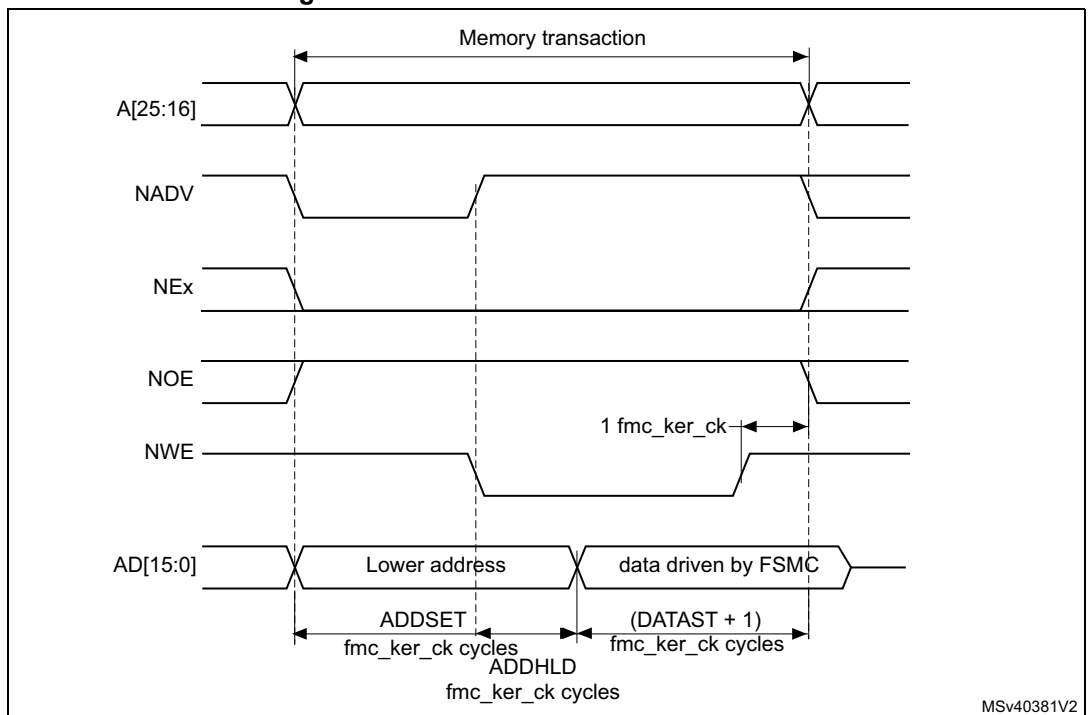 Memory transaction
A[25:16]
NADV
NEx
NOE
1 fmc_ker_ck
NWE
AD[15:0]
Lower address
data driven by FSMC
ADDSET
(DATAST + 1)
fmc_ker_ck cycles
fmc_ker_ck cycles
ADDHLD
fmc_ker_ck cycles
MSv40381V2